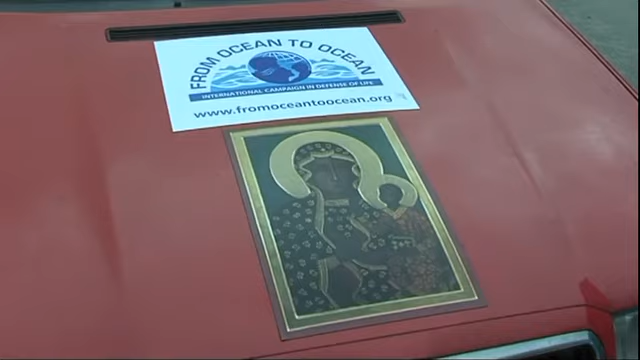 FROM OCEAN TO OCEAN
INTERNATIONAL CAMPAIGN IN DEFENSE OF LIFE
www.fromoceantoocean.org